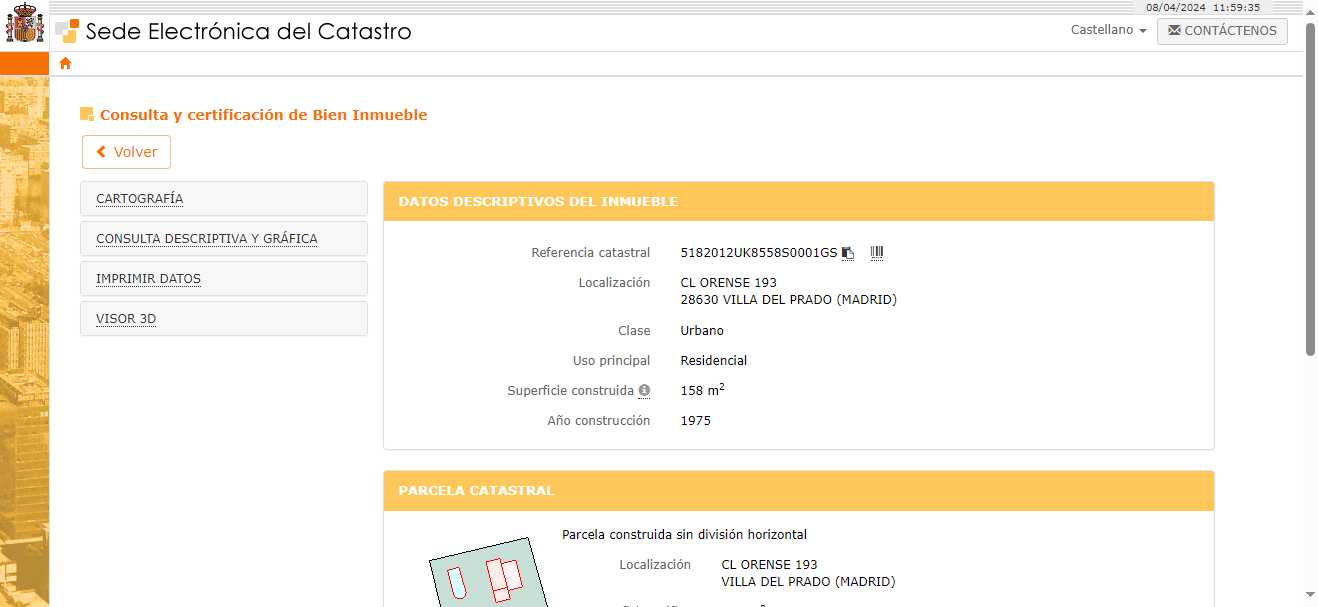 08/04/2024 11:59:35
Sede Electrónica del Catastro
Castellano
CONTÁCTENOS
Consulta y certificación de Bien Inmueble
Volver
CARTOGRAFÍA
CONSULTA DESCRIPTIVA Y GRÁFICA
IMPRIMIR DATOS
VISOR 3D
DATOS DESCRIPTIVOS DEL INMUEBLE
Referencia catastral 5182012UK8558S0001GS
Localización CL ORENSE 193
28630 VILLA DEL PRADO (MADRID)
Clase Urbano
Uso principal Residencial
Superficie construida 158 m²
Año construcción 1975
PARCELA CATASTRAL
Parcela construida sin división horizontal
Localización CL ORENSE 193
VILLA DEL PRADO (MADRID)